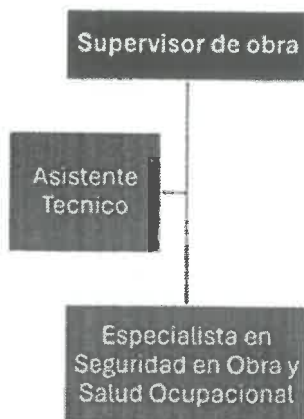 Supervisor de obra
Asistente
Tecnico
Especialista en
Seguridad en Obra y
Salud Ocupacional